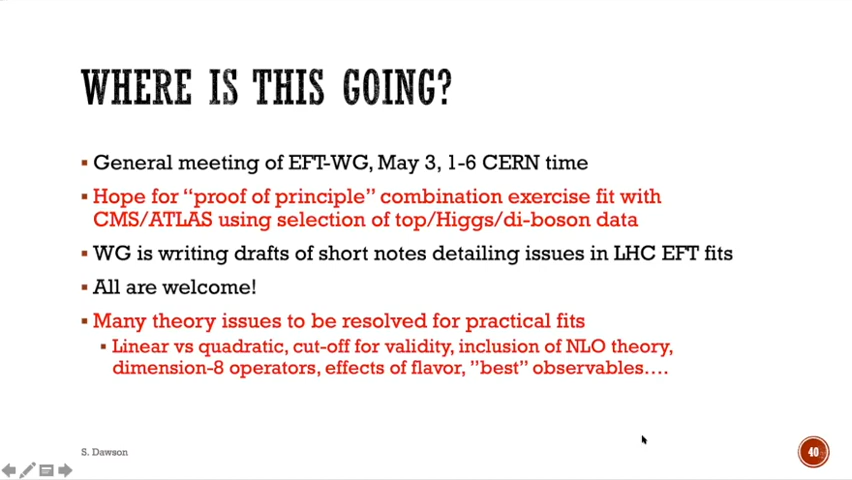 WHERE IS THIS GOING?
▪ General meeting of EFT-WG, May 3, 1-6 CERN time
▪ Hope for “proof of principle” combination exercise fit with
CMS/ATLAS using selection of top/Higgs/di-boson data
▪ WG is writing drafts of short notes detailing issues in LHC EFT fits
▪ All are welcome!
▪ Many theory issues to be resolved for practical fits
▪ Linear vs quadratic, cut-off for validity, inclusion of NLO theory,
dimension-8 operators, effects of flavor, ”best” observables….
S. Dawson
40